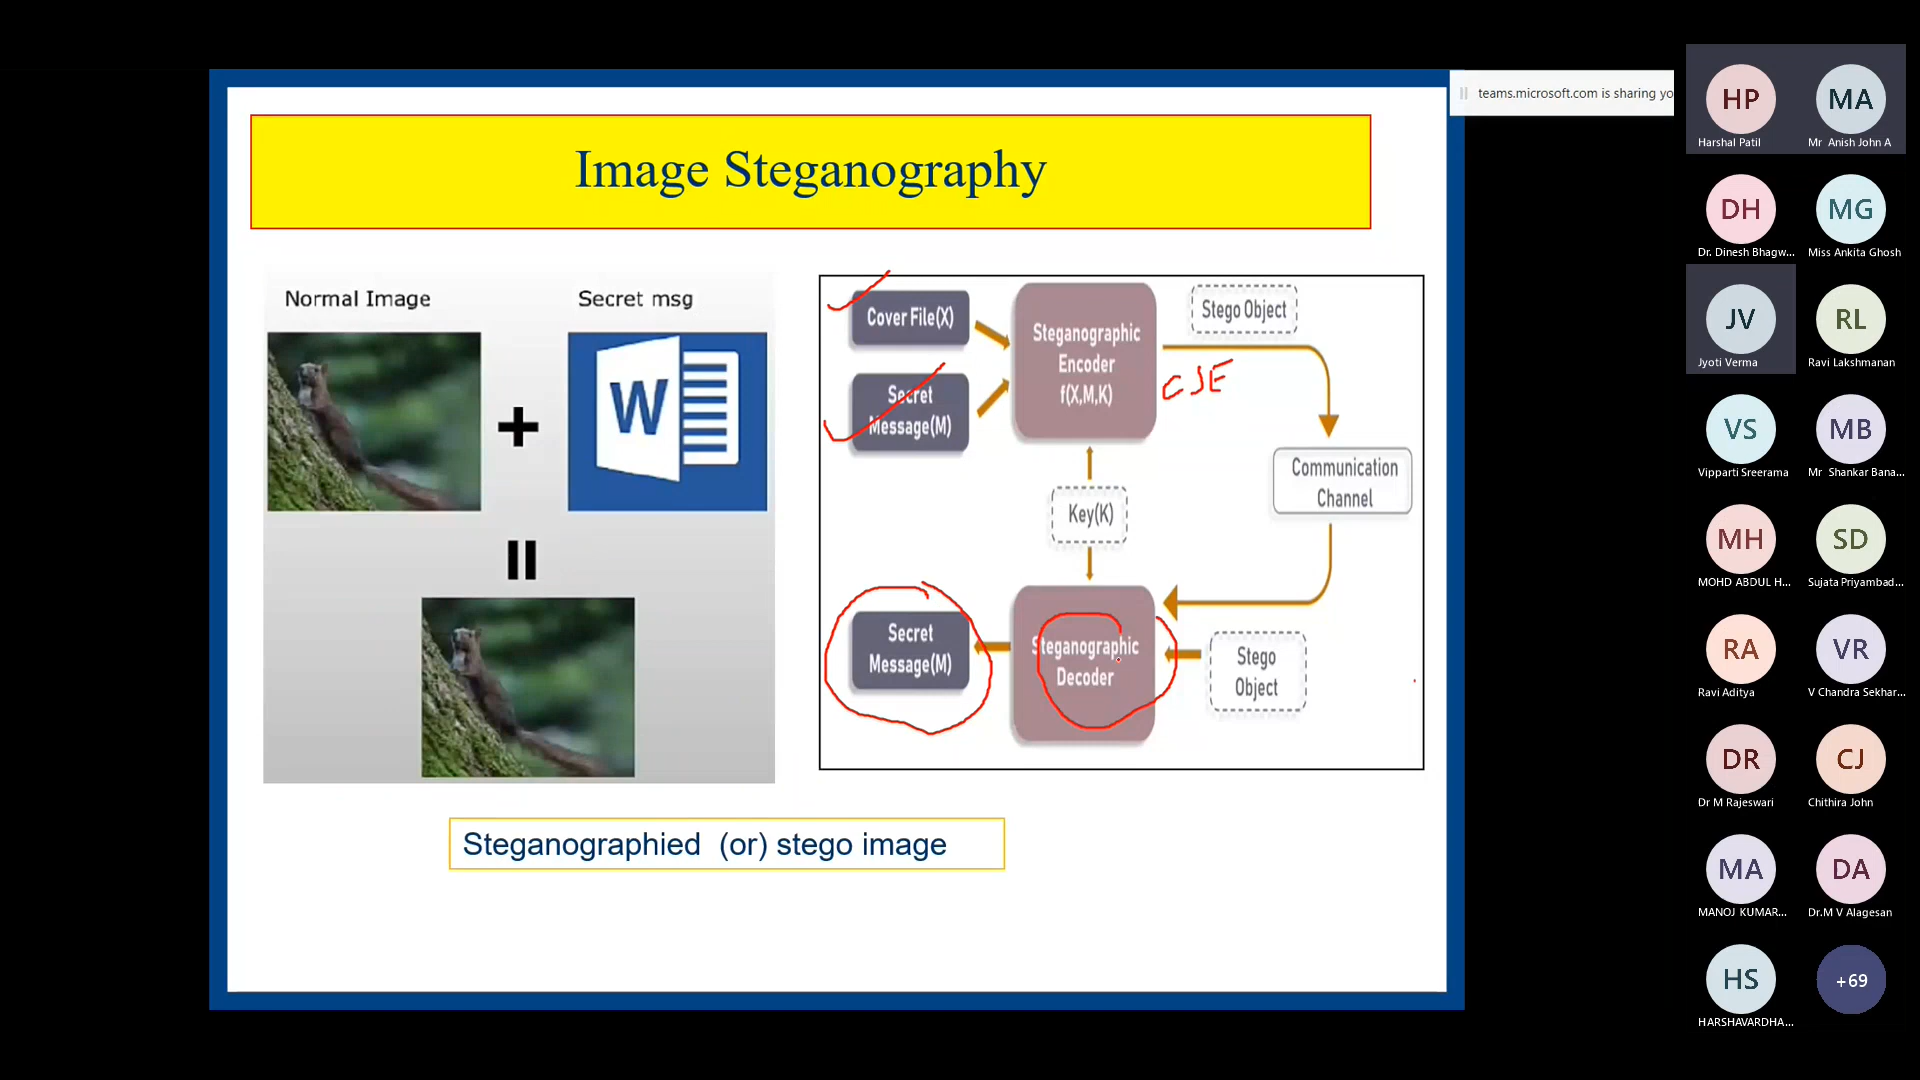 teams.microsoft.com is sharing yo
Image Steganography
Normal Image
Secret msg
W
Cover File(X)
Secret
Message(M)
Steganographic
Encoder
f(X,M,K)
Stego Object
CSE
Communication
Channel
Key(K)
Secret
Message(M)
Steganographic
Decoder
Stego
Object
Steganographied (or) stego image
HP
Harshal Patil
MA
Mr Anish John A
DH
Dr. Dinesh Bhagw...
MG
Miss Ankita Ghosh
JV
Jyoti Verma
RL
Ravi Lakshmanan
VS
Vipparti Sreerama
MB
Mr Shankar Bana...
MH
MOHD ABDUL H...
SD
Sujata Priyambad...
RA
Ravi Aditya
VR
V Chandra Sekhar...
DR
Dr M Rajeswari
CJ
Chithira John
MA
MANOJ KUMAR...
DA
Dr.M V Alagesan
HS
HARSHAVARDHA...
+69